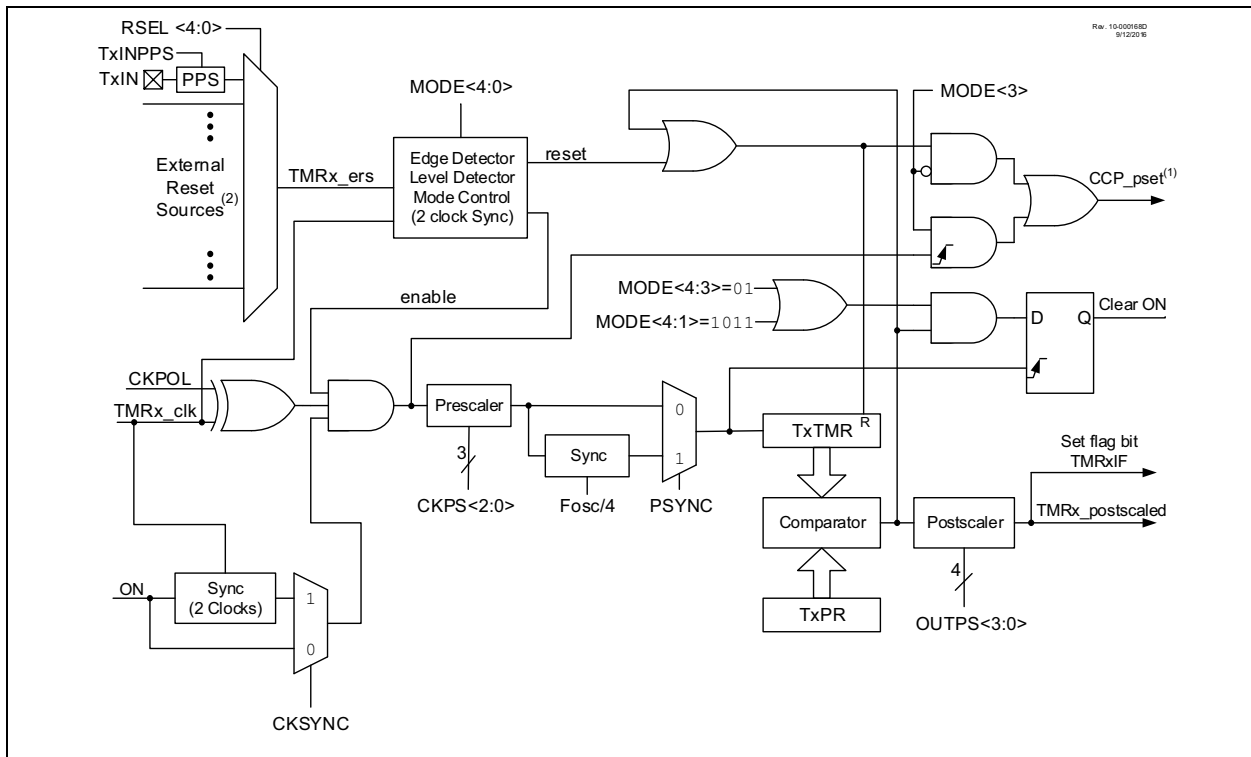 Rev. 10-000168D
9/12/2016
RSEL <4:0>
TxINPPS
TxIN
PPS
MODE<4:0>
MODE<3>
External
Reset
Sources(2)
TMRx_ers
Edge Detector
Level Detector
Mode Control
(2 clock Sync)
reset
CCP_pset(1)
enable
MODE<4:3>=01
MODE<4:1>=1011
D
Q
Clear ON
CKPOL
TMRx_clk
Prescaler
0
1
TxTMR
R
3
Sync
CKPS<2:0>
Fosc/4
PSYNC
Set flag bit
TMRxIF
Comparator
Postscaler
TMRx_postscaled
ON
Sync
(2 Clocks)
1
0
4
TxPR
OUTPS<3:0>
CKSYNC